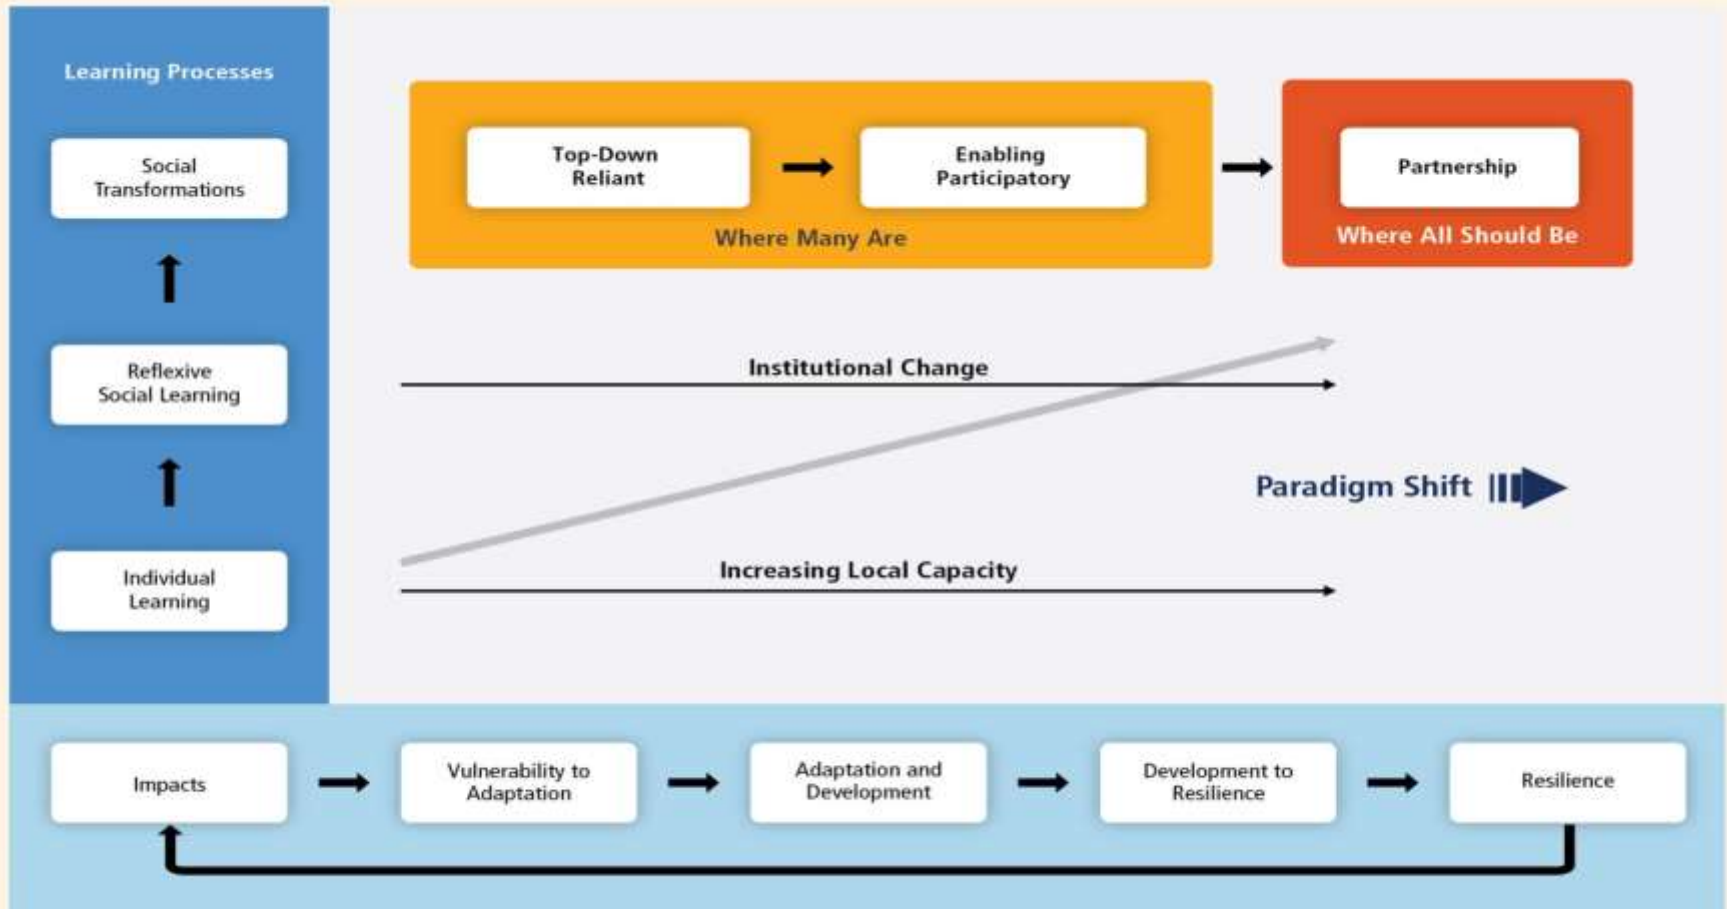 Learning Processes
Social
Transformations
Reflexive
Social Learning
Individual
Learning
Top-Down
Reliant
Enabling
Participatory
Where Many Are
Partnership
Where All Should Be
Institutional Change
Paradigm Shift
Increasing Local Capacity
Impacts
Vulnerability to
Adaptation
Adaptation and
Development
Development to
Resilience
Resilience